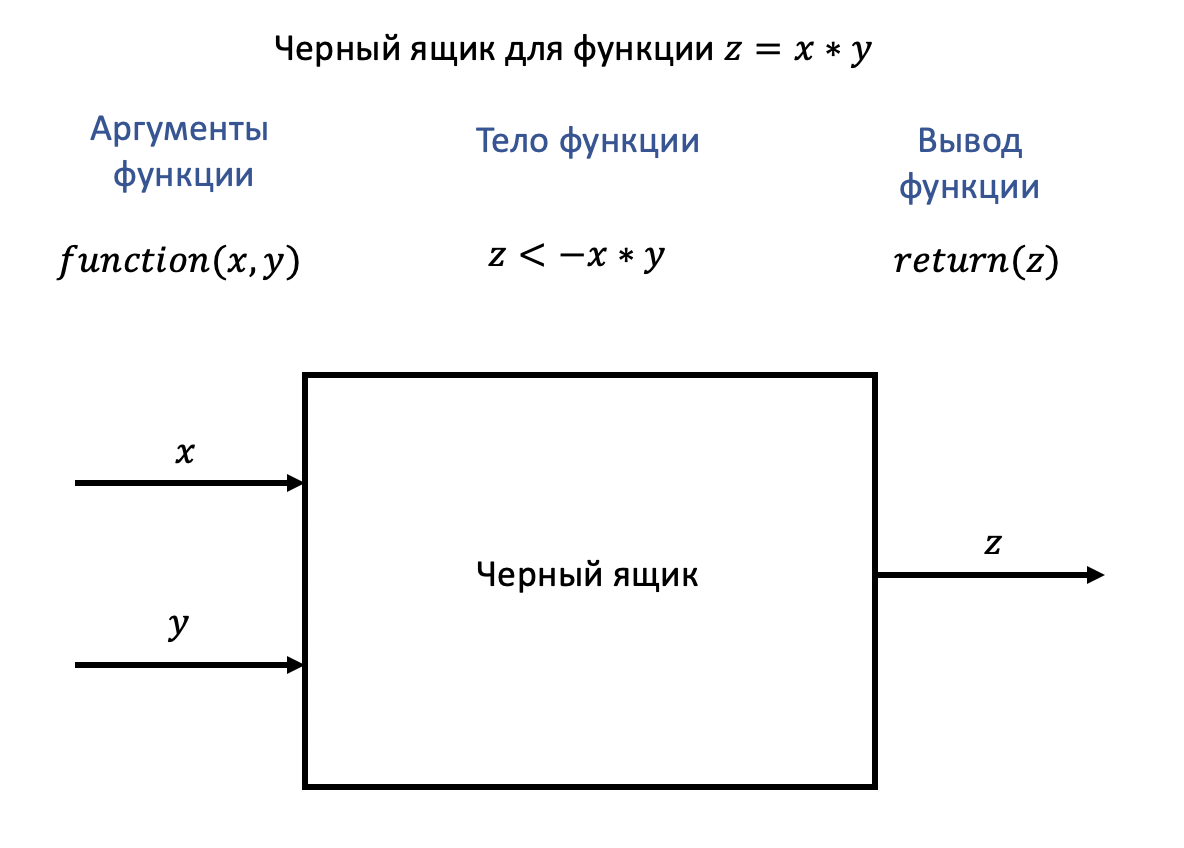 Черный ящик для функции z = x * y
Аргументы
функции
Тело функции
Вывод
функции
function(x, y)
z < −x * y
return(z)
x
y
Черный ящик
z